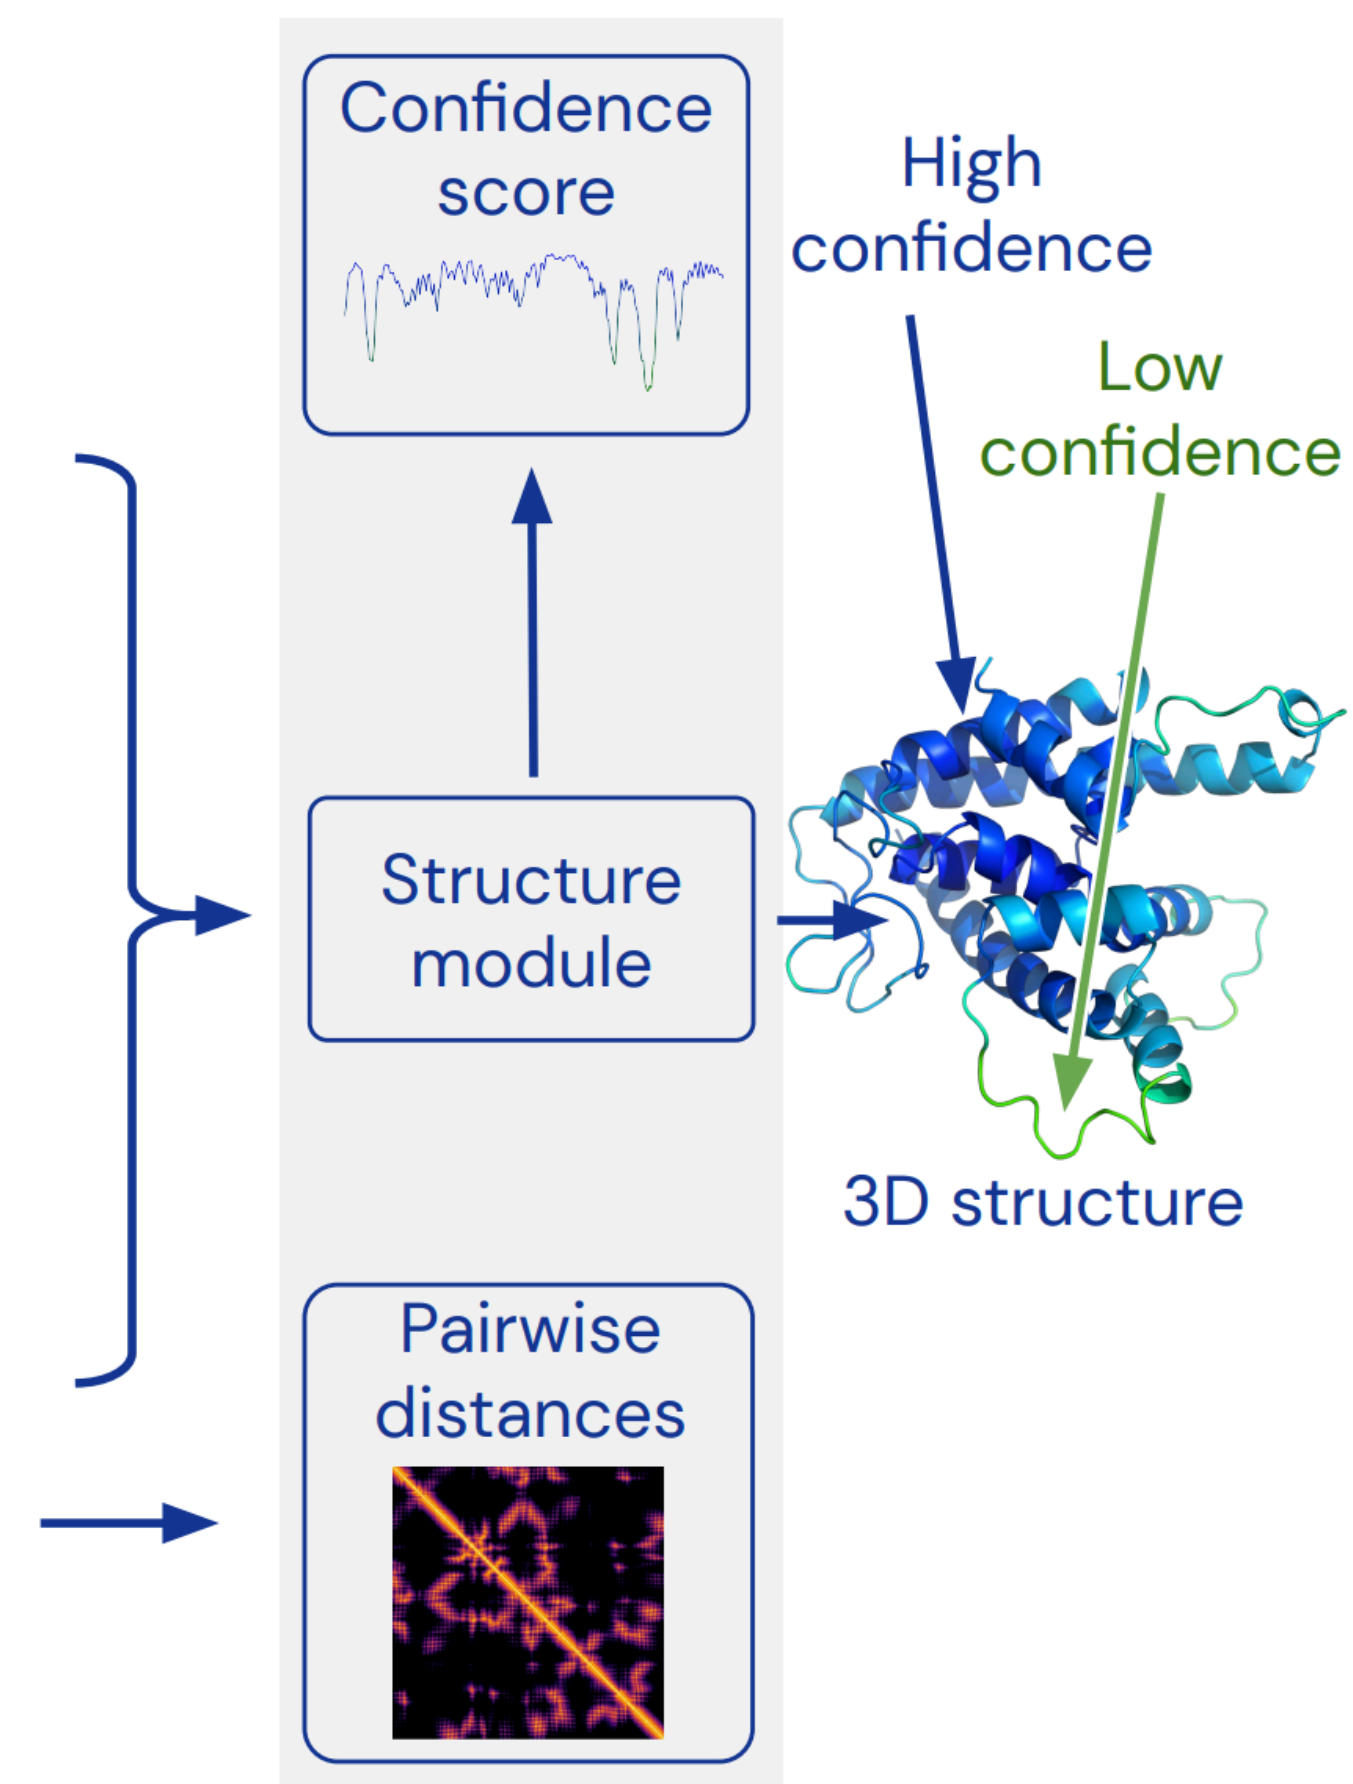 Confidence
score
High
confidence
Low
confidence
Structure
module
3D structure
Pairwise
distances